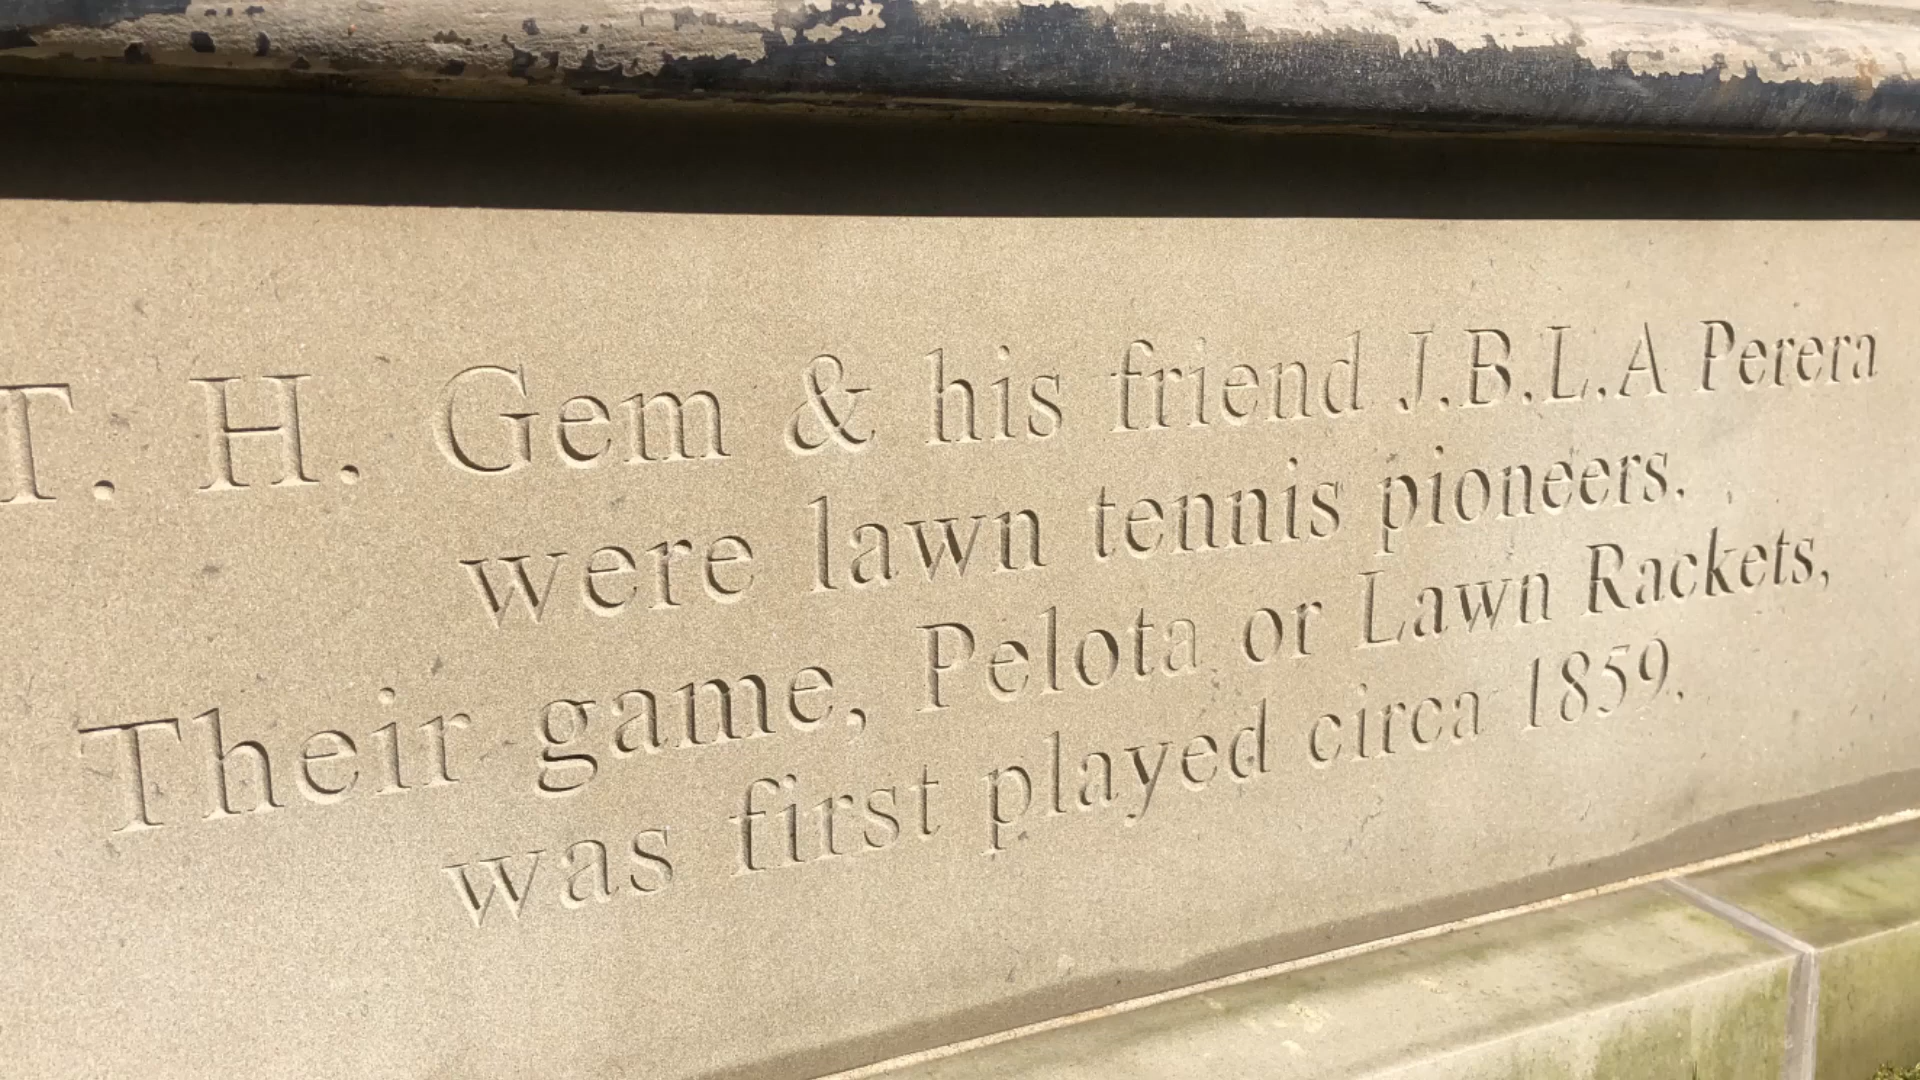 T. H. Gem & his friend J.B.L.A Perera
were lawn tennis pioneers.
Their game, Pelota or Lawn Rackets,
was first played circa 1859.